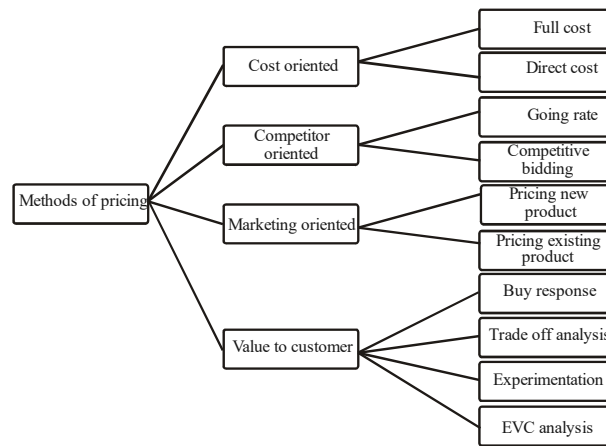 Methods of pricing
Cost oriented
Full cost
Direct cost
Competitor
oriented
Going rate
Competitive
bidding
Marketing oriented
Pricing new
product
Pricing existing
product
Value to customer
Buy response
Trade off analysis
Experimentation
EVC analysis